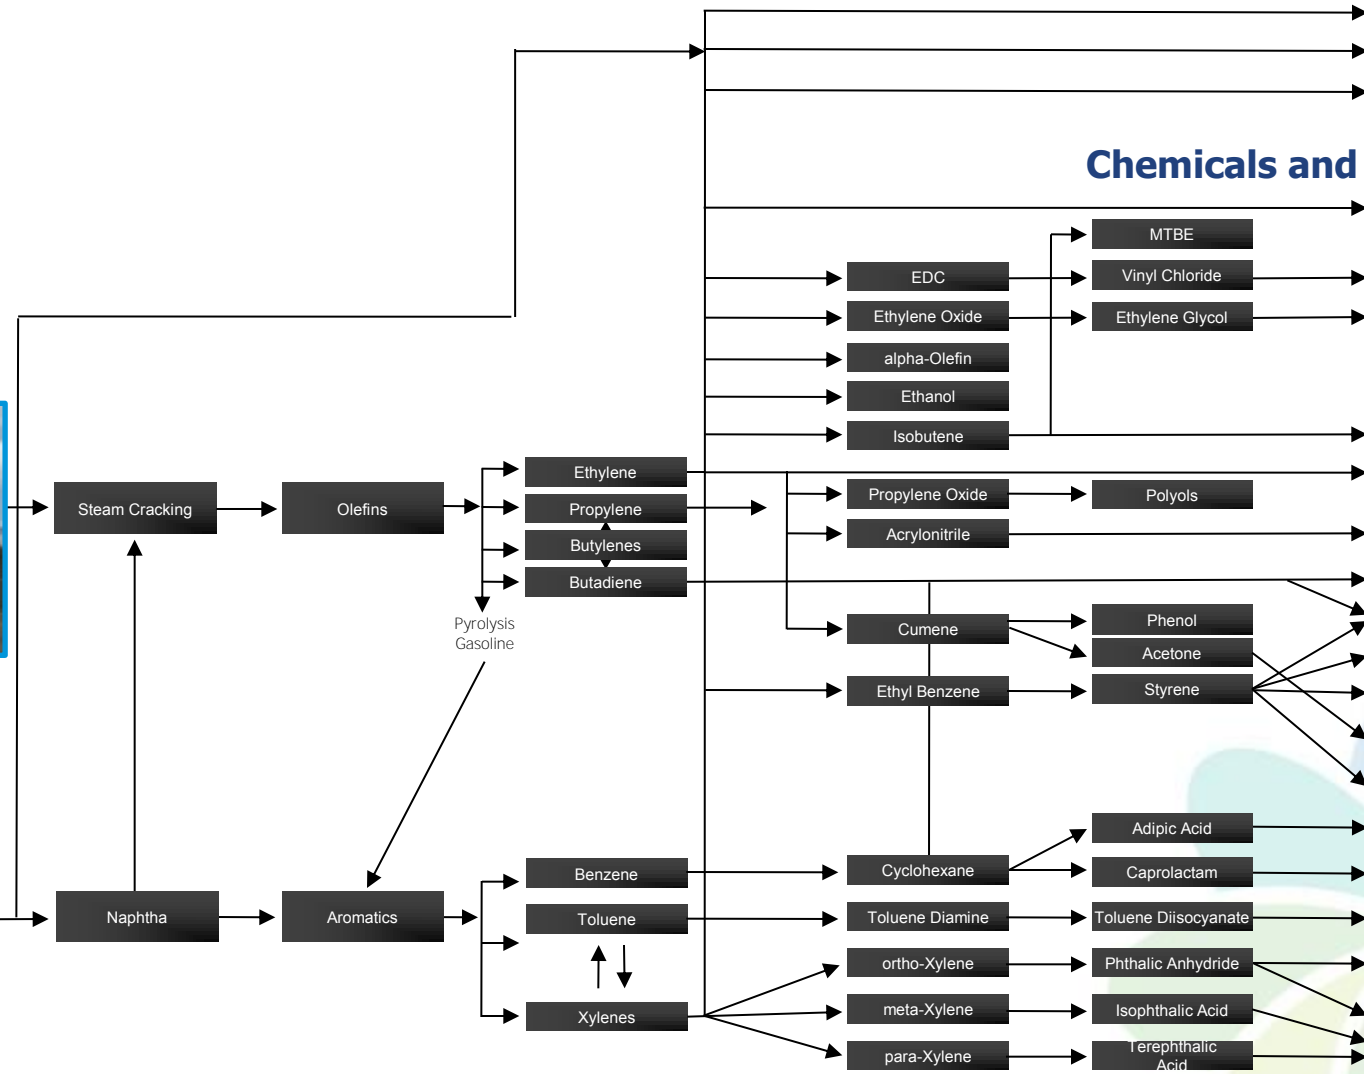 Chemicals and
MTBE
EDC
Vinyl Chloride
Ethylene Oxide
Ethylene Glycol
alpha-Olefin
Ethanol
Isobutene
Ethylene
Steam Cracking
Olefins
Propylene
Propylene Oxide
Polyols
Butylenes
Acrylonitrile
Butadiene
Pyrolysis
Gasoline
Cumene
Phenol
Acetone
Ethyl Benzene
Styrene
Adipic Acid
Benzene
Cyclohexane
Caprolactam
Naphtha
Aromatics
Toluene
Toluene Diamine
Toluene Diisocyanate
ortho-Xylene
Phthalic Anhydride
Xylenes
meta-Xylene
Isophthalic Acid
para-Xylene
Terephthalic
Acid